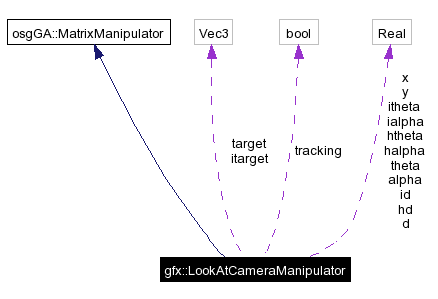 osgGA::MatrixManipulator
Vec3
bool
Real
x
y
itheta
ialpha
htheta
halpha
theta
alpha
id
hd
d
target
itarget
tracking
gfx::LookAtCameraManipulator